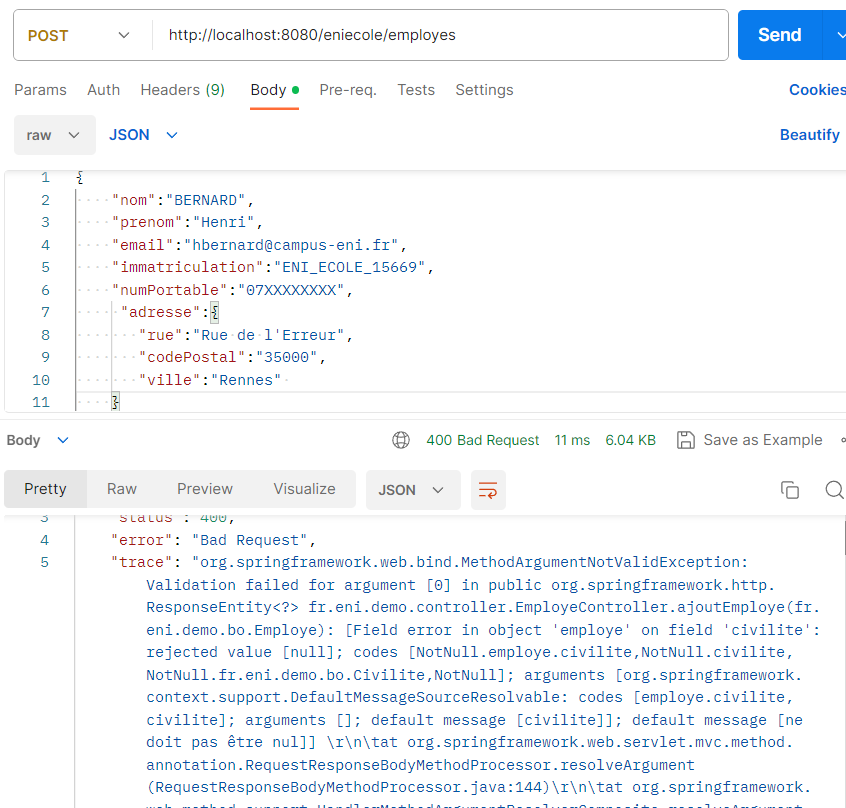 POST http://localhost:8080/eniecole/employes Send
Params Auth Headers (9) Body Pre-req. Tests Settings Cookies
raw JSON Beautify
1 {
2 "nom":"BERNARD",
3 "prenom":"Henri",
4 "email":"hbernard@campus-eni.fr",
5 "immatriculation":"ENI_ECOLE_15669",
6 "numPortable":"07XXXXXXXX",
7 "adresse":{
8 "rue":"Rue de l'Erreur",
9 "codePostal":"35000",
10 "ville":"Rennes"
11 }
Body 400 Bad Request 11 ms 6.04 KB Save as Example
Pretty Raw Preview Visualize JSON
3 "status": 400,
4 "error": "Bad Request",
5 "trace": "org.springframework.web.bind.MethodArgumentNotValidException:
Validation failed for argument [0] in public org.springframework.http.
ResponseEntity<?> fr.eni.demo.controller.EmployeController.ajoutEmploye(fr.
eni.demo.bo.Employe): [Field error in object 'employe' on field 'civilite':
rejected value [null]; codes [NotNull.employe.civilite,NotNull.civilite,
NotNull.fr.eni.demo.bo.Civilite,NotNull]; arguments [org.springframework.
context.support.DefaultMessageSourceResolvable: codes [employe.civilite,
civilite]; arguments []; default message [civilite]]; default message [ne
doit pas être nul]] \r\n\tat org.springframework.web.servlet.mvc.method.
annotation.RequestResponseBodyMethodProcessor.resolveArgument
(RequestResponseBodyMethodProcessor.java:144)\r\n\tat org.springframework.
web.method.support.HandlerMethodArgumentResolverComposite.resolveArgument